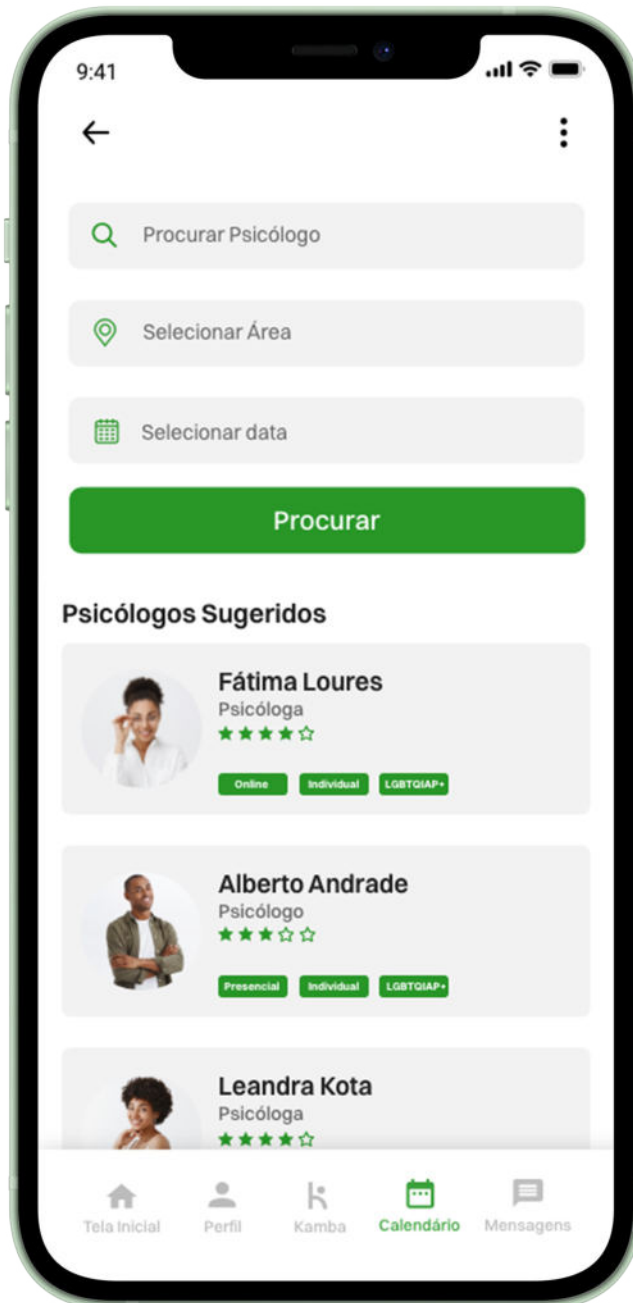 9:41
Procurar Psicólogo
Selecionar Área
Selecionar data
Procurar
Psicólogos Sugeridos
Fátima Loures
Psicóloga
Online Individual LGBTQIAP+
Alberto Andrade
Psicólogo
Presencial Individual LGBTQIAP+
Leandra Kota
Psicóloga
Tela Inicial Perfil Kamba Calendário Mensagens